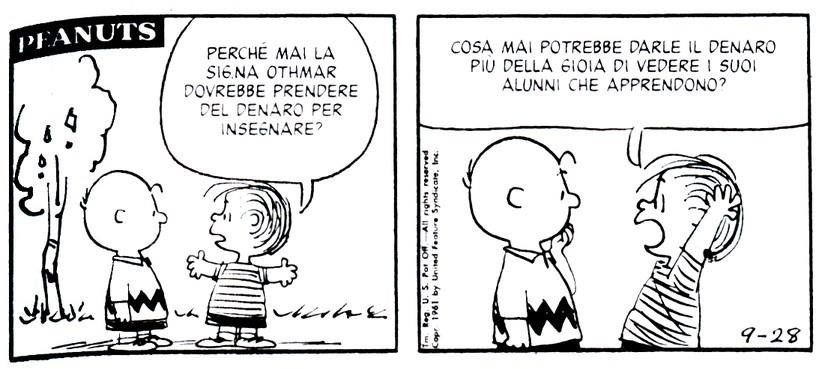 PEANUTS
PERCHÉ MAI LA
SIG.NA OTHMAR
DOVREBBE PRENDERE
DEL DENARO PER
INSEGNARE?
COSA MAI POTREBBE DARLE IL DENARO
PIÙ DELLA GIOIA DI VEDERE I SUOI
ALUNNI CHE APPRENDONO?
Tm. Reg. U. S. Pat Off.—All rights reserved
Copr. 1961 by United Feature Syndicate, Inc.
9-28